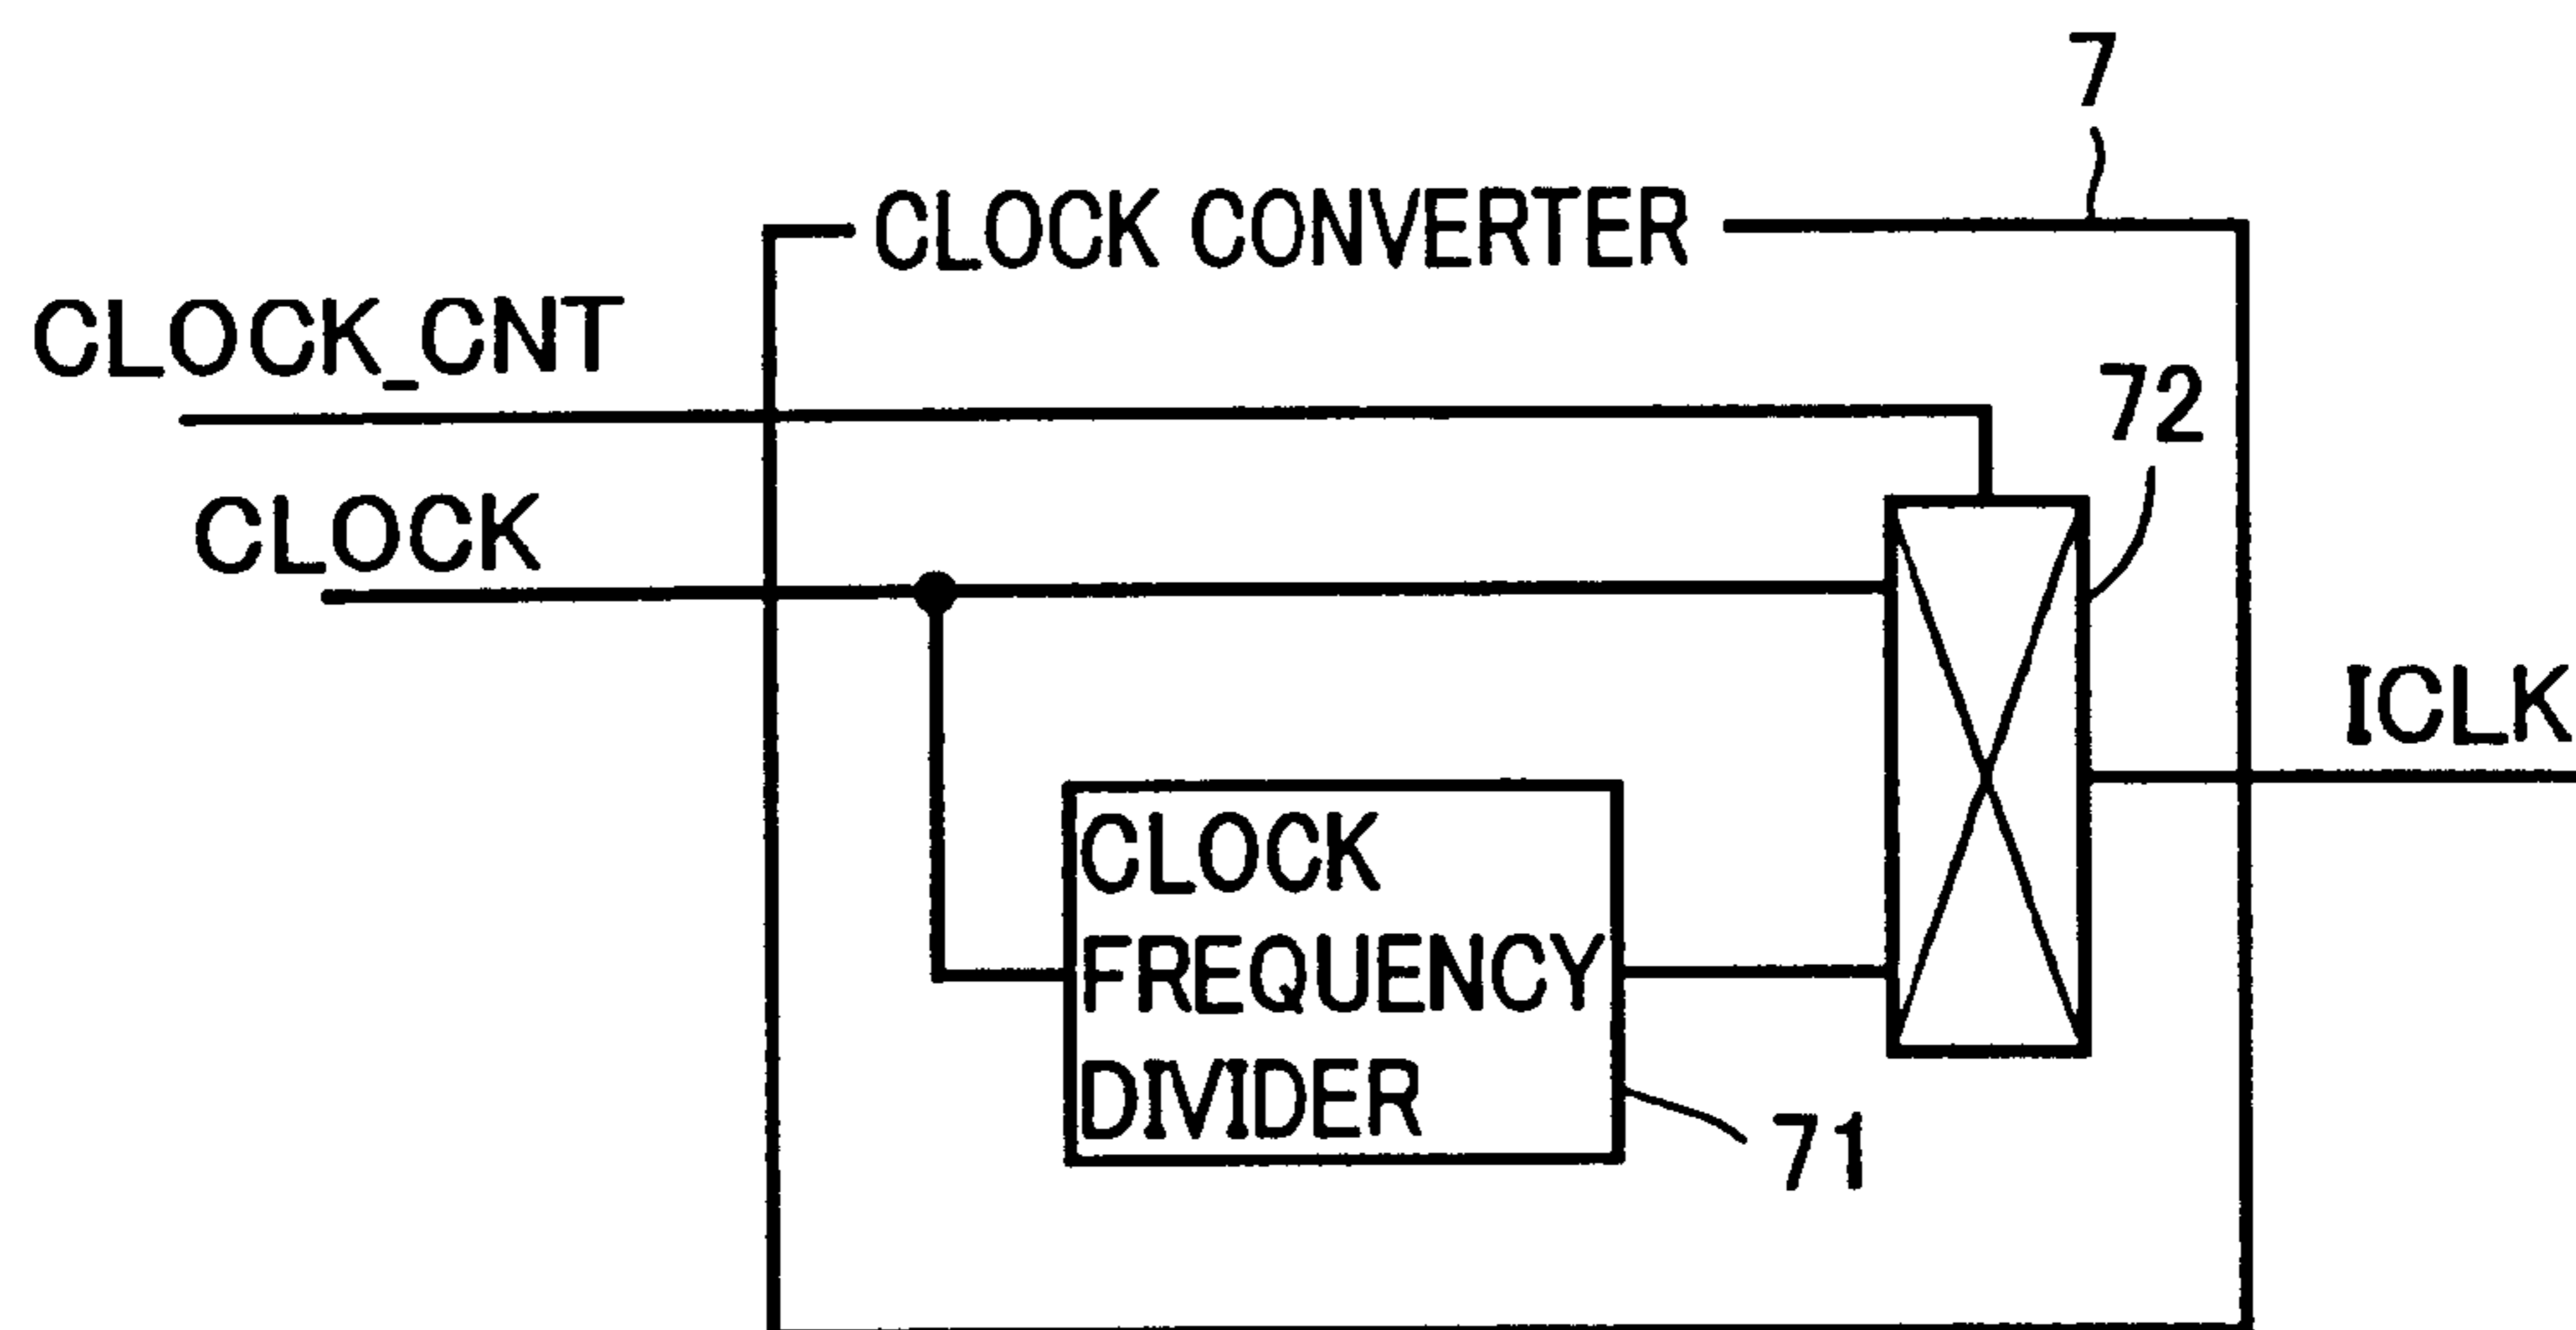 7
CLOCK CONVERTER
CLOCK_CNT
72
CLOCK
ICLK
CLOCK
FREQUENCY
DIVIDER
71